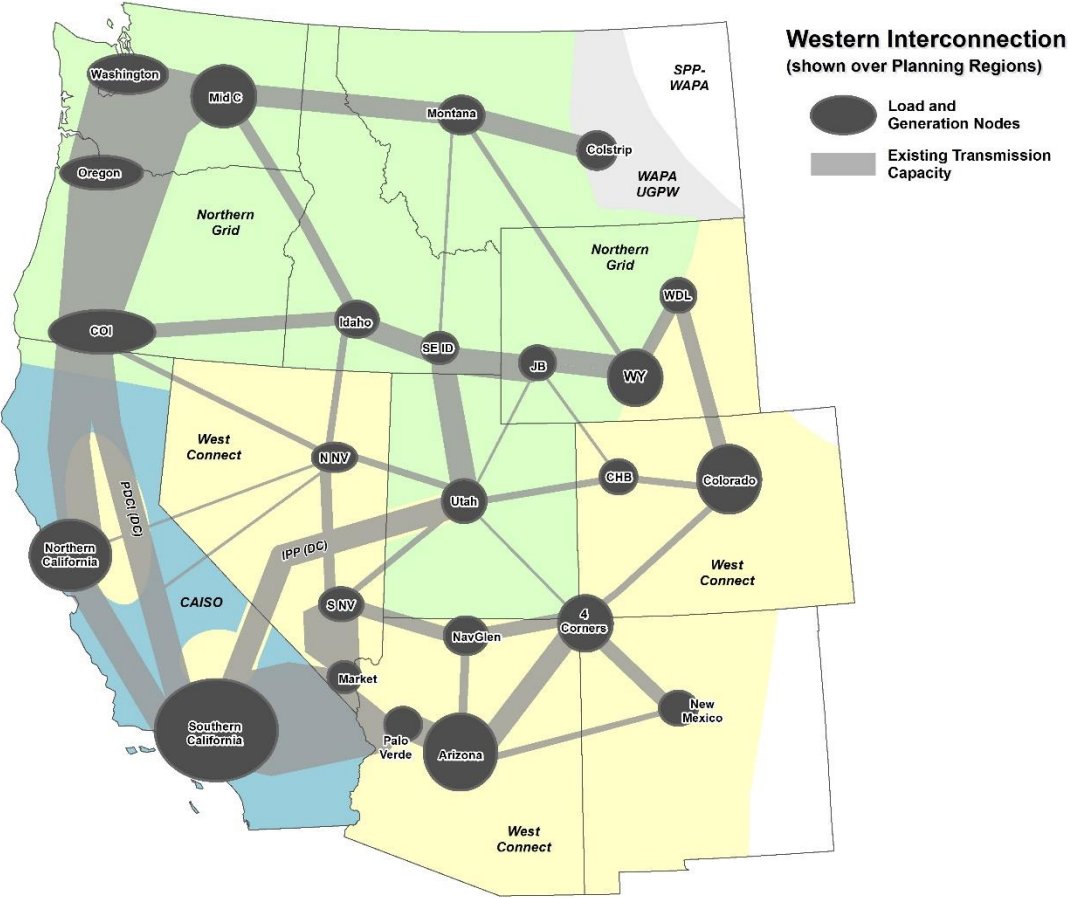 Western Interconnection
(shown over Planning Regions)
Load and
Generation Nodes
Existing Transmission
Capacity
SPP-
WAPA
Washington
Mid C
Montana
Colstrip
WAPA
UGPW
Oregon
Northern
Grid
Northern
Grid
WDL
COI
Idaho
SE ID
JB
WY
West
Connect
N NV
Utah
CHB
Colorado
PDCI (DC)
Northern
California
IPP (DC)
West
Connect
CAISO
S NV
NavGlen
4
Corners
Market
New
Mexico
Southern
California
Palo
Verde
Arizona
West
Connect